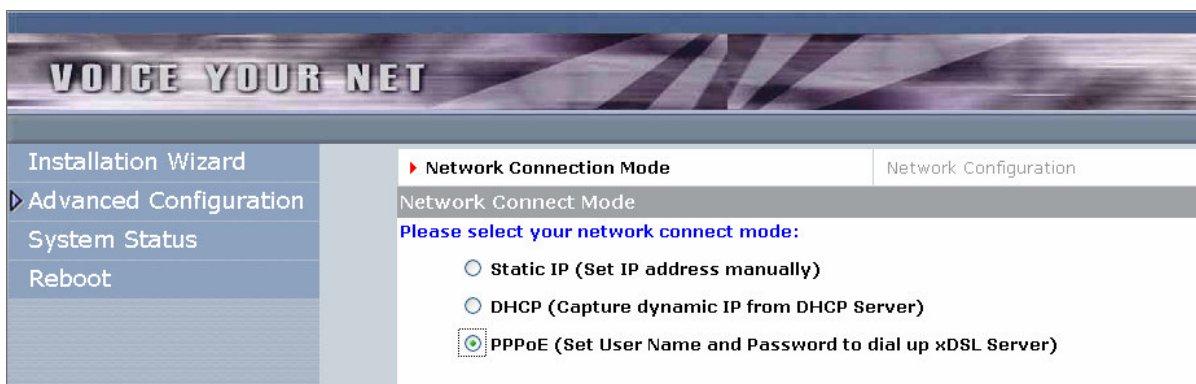 VOICE YOUR NET
Installation Wizard
Advanced Configuration
System Status
Reboot
Network Connection Mode
Network Configuration
Network Connect Mode
Please select your network connect mode:
Static IP (Set IP address manually)
DHCP (Capture dynamic IP from DHCP Server)
PPPoE (Set User Name and Password to dial up xDSL Server)